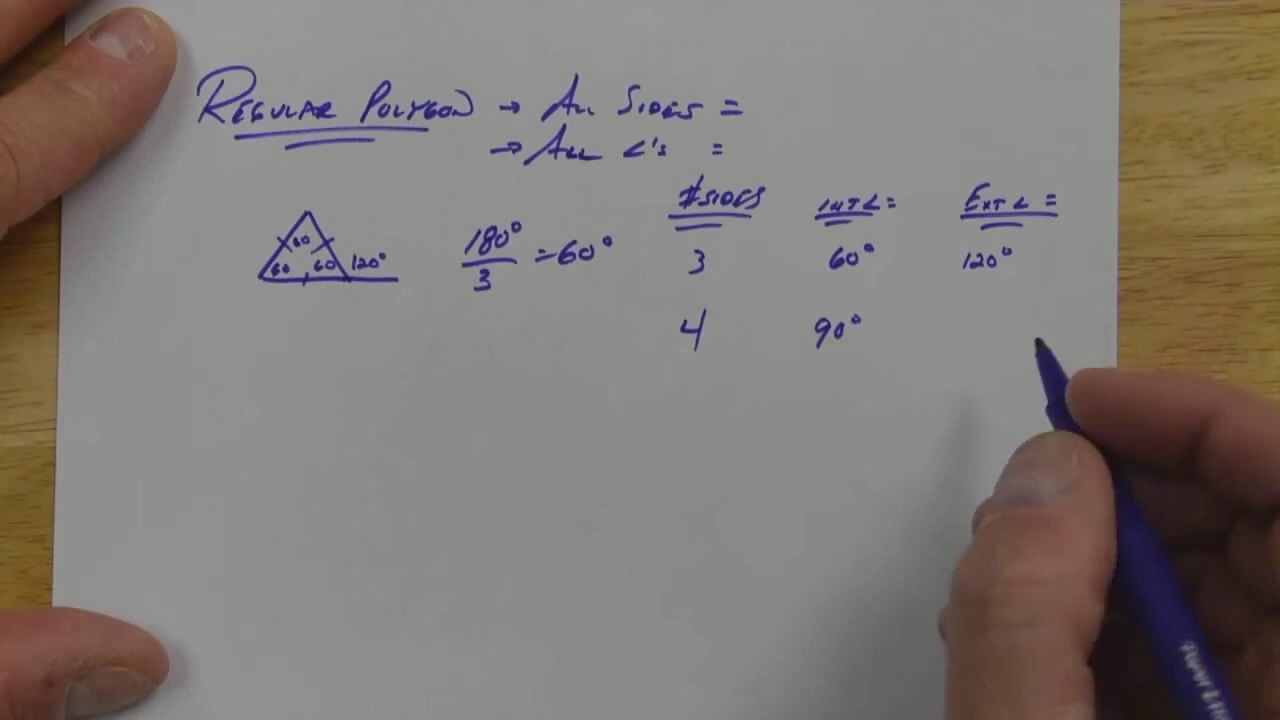 REGULAR POLYGON → ALL SIDES =
→ ALL ∠'s =
#SIDES INT ∠ = EXT ∠ =
60
60 60 120°
180°/3 = 60°
3 60° 120°
4 90°